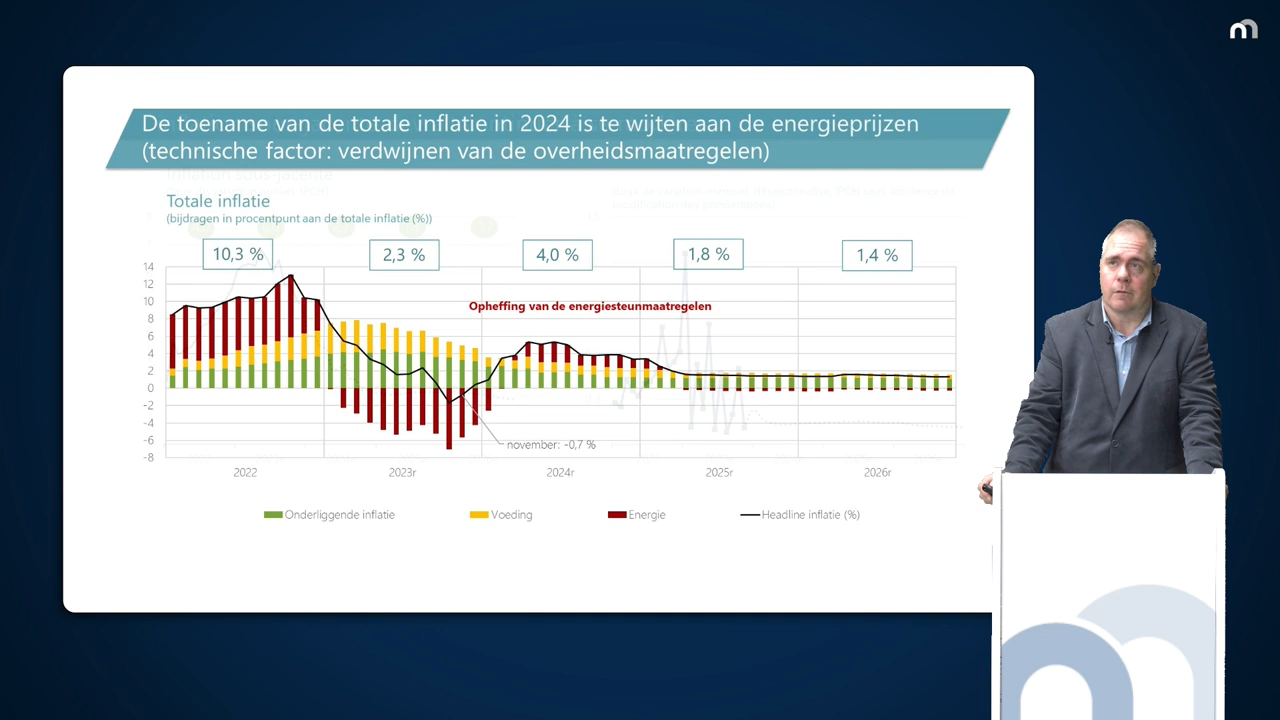 De toename van de totale inflatie in 2024 is te wijten aan de energieprijzen
(technische factor: verdwijnen van de overheidsmaatregelen)
Inflation sous-jacente
Totale inflatie
(bijdragen in procentpunt aan de totale inflatie (%))
10,3 % 2,3 % 4,0 % 1,8 % 1,4 %
Opheffing van de energiesteunmaatregelen
14
12
10
8
6
4
2
0
-2
-4
-6
-8
november: -0,7 %
2022 2023r 2024r 2025r 2026r
Onderliggende inflatie Voeding Energie Headline inflatie (%)